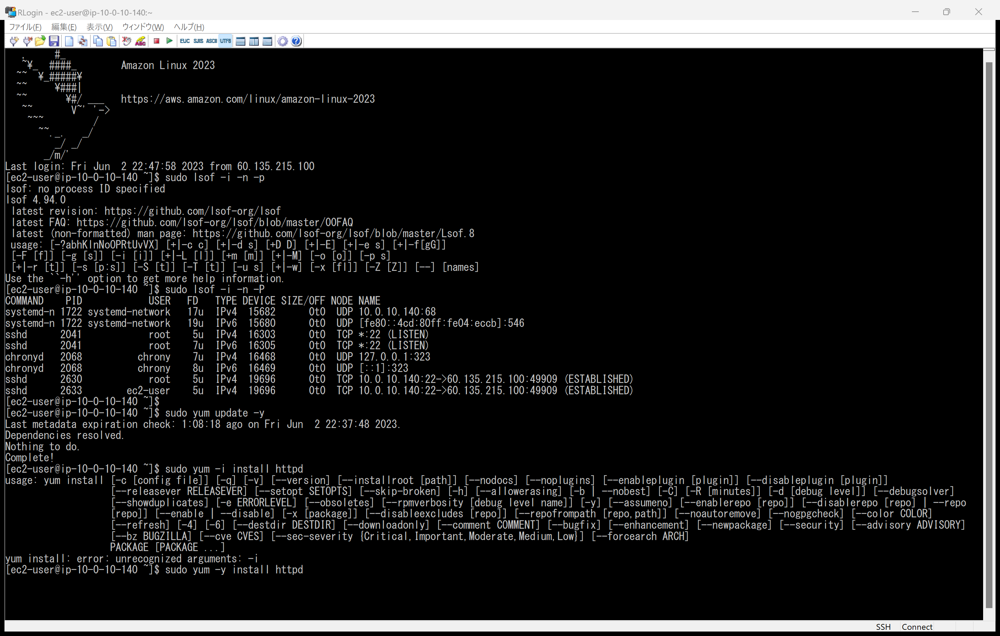 RLogin - ec2-user@ip-10-0-10-140:~
ファイル(F) 編集(E) 表示(V) ウィンドウ(W) ヘルプ(H)
EUC SJIS ASCII UTF8
   ,     #_
   ~¥_  ####_        Amazon Linux 2023
  ~~  ¥_#####¥
  ~~     ¥###|
  ~~       ¥#/ ___   https://aws.amazon.com/linux/amazon-linux-2023
   ~~       V~' '->
    ~~~         /
      ~~._.   _/
         _/ _/
       _/m/'
Last login: Fri Jun  2 22:47:58 2023 from 60.135.215.100
[ec2-user@ip-10-0-10-140 ~]$ sudo lsof -i -n -p
lsof: no process ID specified
lsof 4.94.0
 latest revision: https://github.com/lsof-org/lsof
 latest FAQ: https://github.com/lsof-org/lsof/blob/master/00FAQ
 latest (non-formatted) man page: https://github.com/lsof-org/lsof/blob/master/Lsof.8
 usage: [-?abhKlnNoOPRtUvVX] [+|-c c] [+|-d s] [+D D] [+|-E] [+|-e s] [+|-f[gG]]
 [-F [f]] [-g [s]] [-i [i]] [+|-L [l]] [+m [m]] [+|-M] [-o [o]] [-p s]
 [+|-r [t]] [-s [p:s]] [-S [t]] [-T [t]] [-u s] [+|-w] [-x [fl]] [-Z [Z]] [--] [names]
Use the ``-h'' option to get more help information.
[ec2-user@ip-10-0-10-140 ~]$ sudo lsof -i -n -P
COMMAND    PID            USER   FD   TYPE DEVICE SIZE/OFF NODE NAME
systemd-n 1722 systemd-network   17u  IPv4  15682      0t0  UDP 10.0.10.140:68
systemd-n 1722 systemd-network   19u  IPv6  15680      0t0  UDP [fe80::4cd:80ff:fe04:eccb]:546
sshd      2041            root    5u  IPv4  16303      0t0  TCP *:22 (LISTEN)
sshd      2041            root    7u  IPv6  16305      0t0  TCP *:22 (LISTEN)
chronyd   2068          chrony    7u  IPv4  16468      0t0  UDP 127.0.0.1:323
chronyd   2068          chrony    8u  IPv6  16469      0t0  UDP [::1]:323
sshd      2630            root    5u  IPv4  19696      0t0  TCP 10.0.10.140:22->60.135.215.100:49909 (ESTABLISHED)
sshd      2633        ec2-user    5u  IPv4  19696      0t0  TCP 10.0.10.140:22->60.135.215.100:49909 (ESTABLISHED)
[ec2-user@ip-10-0-10-140 ~]$
[ec2-user@ip-10-0-10-140 ~]$ sudo yum update -y
Last metadata expiration check: 1:08:18 ago on Fri Jun  2 22:37:48 2023.
Dependencies resolved.
Nothing to do.
Complete!
[ec2-user@ip-10-0-10-140 ~]$ sudo yum -i install httpd
usage: yum install [-c [config file]] [-q] [-v] [--version] [--installroot [path]] [--nodocs] [--noplugins] [--enableplugin [plugin]] [--disableplugin [plugin]]
                   [--releasever RELEASEVER] [--setopt SETOPTS] [--skip-broken] [-h] [--allowerasing] [-b | --nobest] [-C] [-R [minutes]] [-d [debug level]] [--debugsolver]
                   [--showduplicates] [-e ERRORLEVEL] [--obsoletes] [--rpmverbosity [debug level name]] [-y] [--assumeno] [--enablerepo [repo]] [--disablerepo [repo] | --repo
                   [repo]] [--enable | --disable] [-x [package]] [--disableexcludes [repo]] [--repofrompath [repo,path]] [--noautoremove] [--nogpgcheck] [--color COLOR]
                   [--refresh] [-4] [-6] [--destdir DESTDIR] [--downloadonly] [--comment COMMENT] [--bugfix] [--enhancement] [--newpackage] [--security] [--advisory ADVISORY]
                   [--bz BUGZILLA] [--cve CVES] [--sec-severity {Critical,Important,Moderate,Medium,Low}] [--forcearch ARCH]
                   PACKAGE [PACKAGE ...]
yum install: error: unrecognized arguments: -i
[ec2-user@ip-10-0-10-140 ~]$ sudo yum -y install httpd
SSH Connect